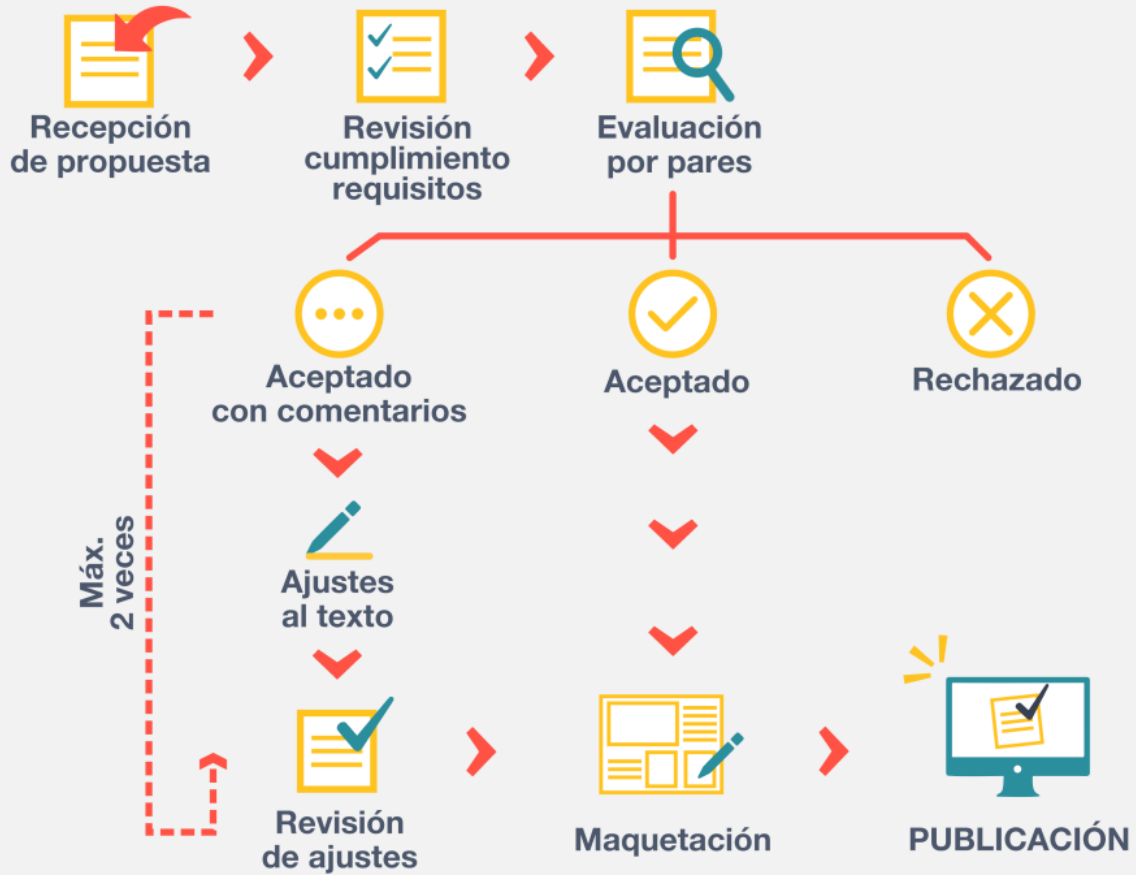 Recepción
de propuesta
Revisión
cumplimiento
requisitos
Evaluación
por pares
Aceptado
con comentarios
Aceptado
Rechazado
Máx.
2 veces
Ajustes
al texto
Revisión
de ajustes
Maquetación
PUBLICACIÓN